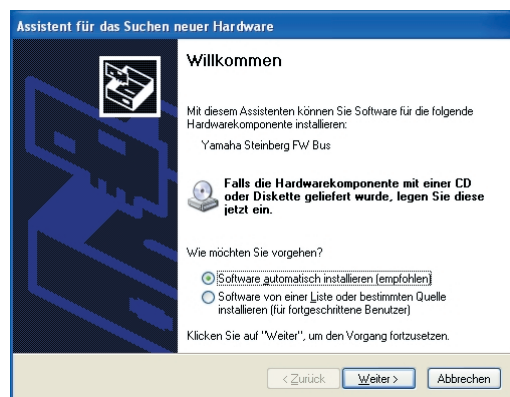 Assistent für das Suchen neuer Hardware
Willkommen
Mit diesem Assistenten können Sie Software für die folgende
Hardwarekomponente installieren:
Yamaha Steinberg FW Bus
Falls die Hardwarekomponente mit einer CD
oder Diskette geliefert wurde, legen Sie diese
jetzt ein.
Wie möchten Sie vorgehen?
Software automatisch installieren (empfohlen)
Software von einer Liste oder bestimmten Quelle
installieren (für fortgeschrittene Benutzer)
Klicken Sie auf "Weiter", um den Vorgang fortzusetzen.
< Zurück Weiter > Abbrechen